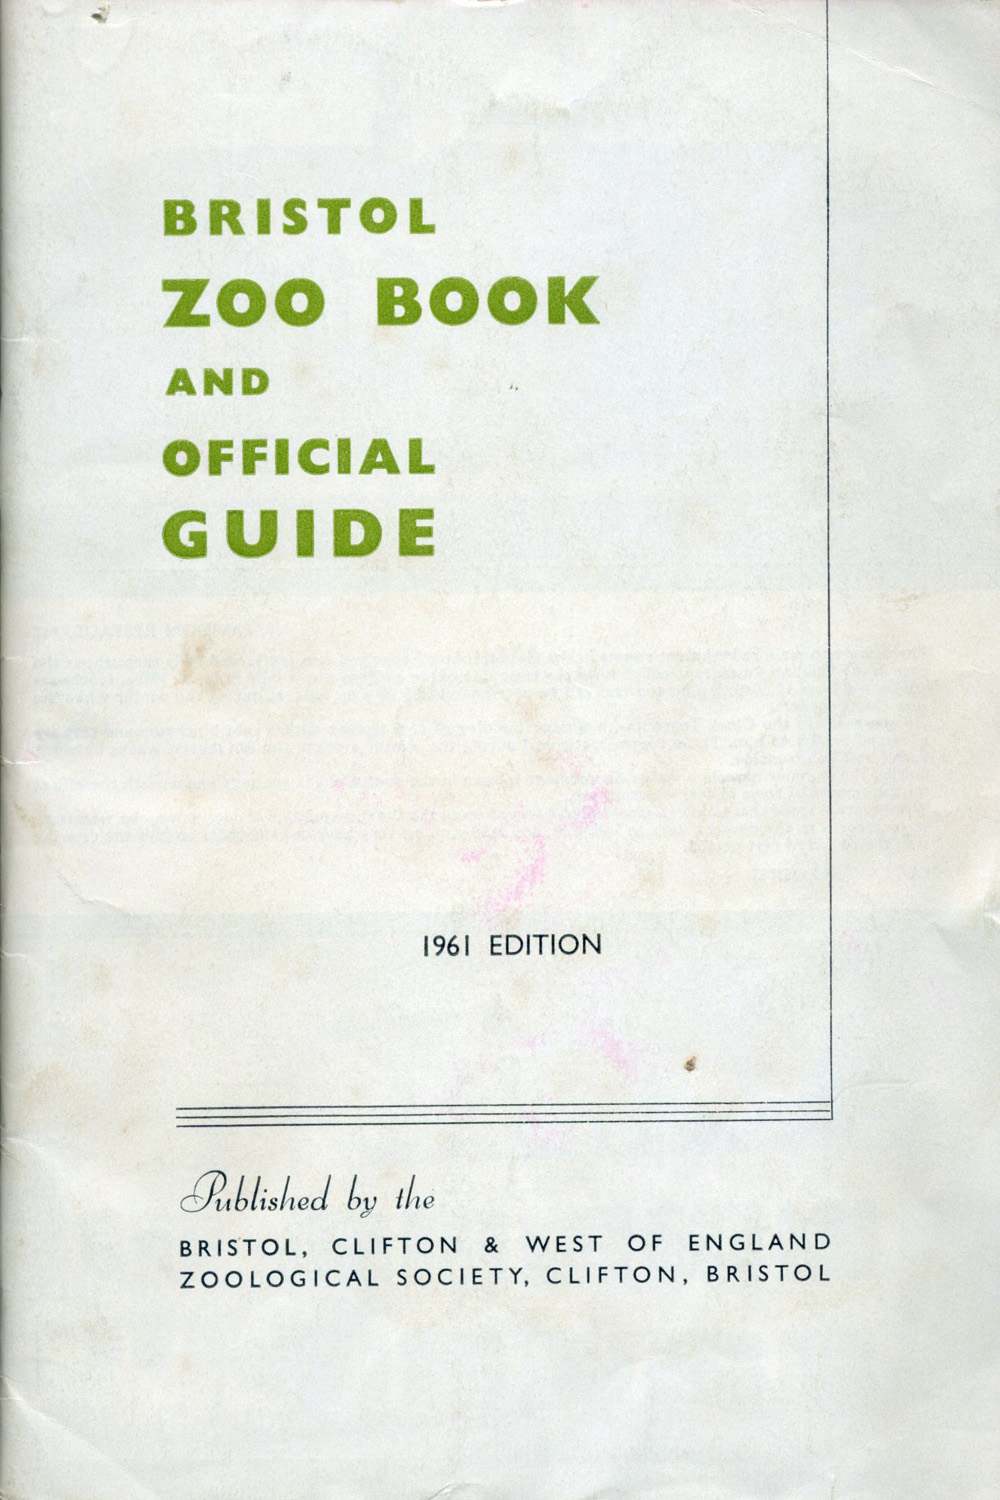 BRISTOL
ZOO BOOK
AND
OFFICIAL
GUIDE
1961 EDITION
Published by the
BRISTOL, CLIFTON & WEST OF ENGLAND
ZOOLOGICAL SOCIETY, CLIFTON, BRISTOL